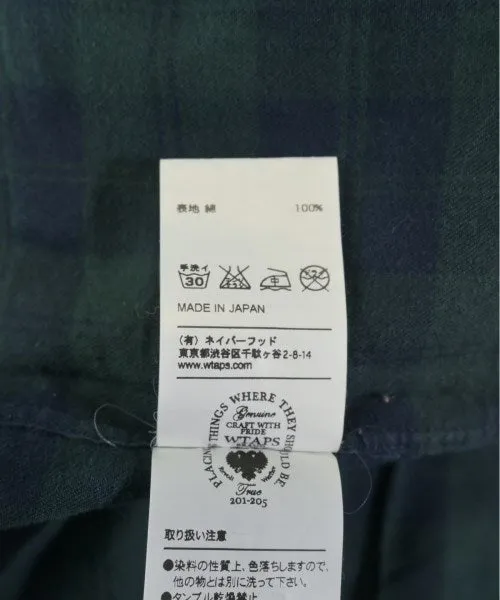 表地 綿 100%
手洗イ
30
エンソ
中
MADE IN JAPAN
(有) ネイバーフッド
東京都渋谷区千駄ヶ谷2-8-14
www.wtaps.com
PLACING THINGS WHERE THEY SHOULD BE
Genuine
CRAFT WITH
PRIDE
WTAPS
True
201-205
取り扱い注意
●染料の性質上、色落ちしますので、
他の物とは別に洗って下さい。
●タンブル乾燥禁止